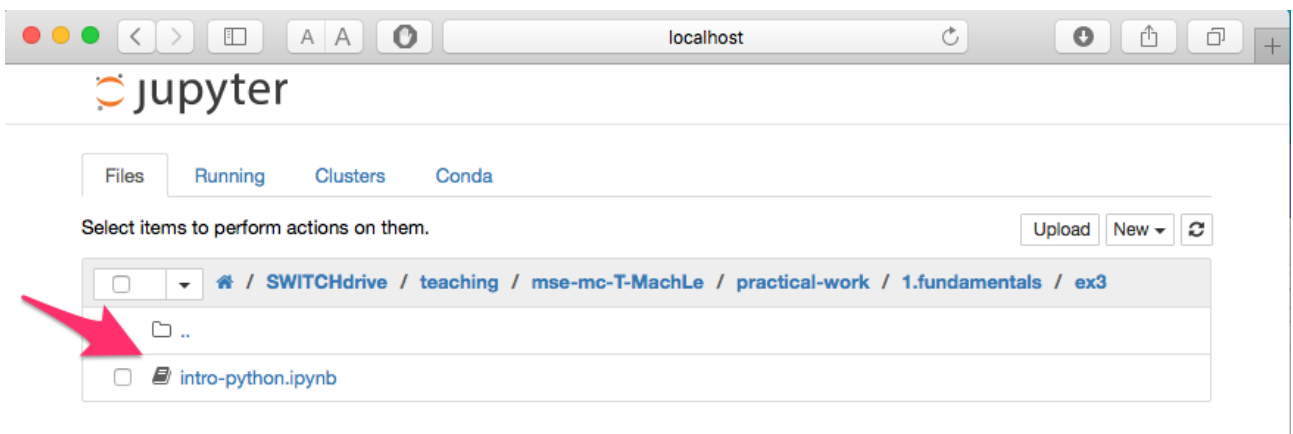 A A localhost
jupyter
Files Running Clusters Conda
Select items to perform actions on them. Upload New
/ SWITCHdrive / teaching / mse-mc-T-MachLe / practical-work / 1.fundamentals / ex3
..
intro-python.ipynb